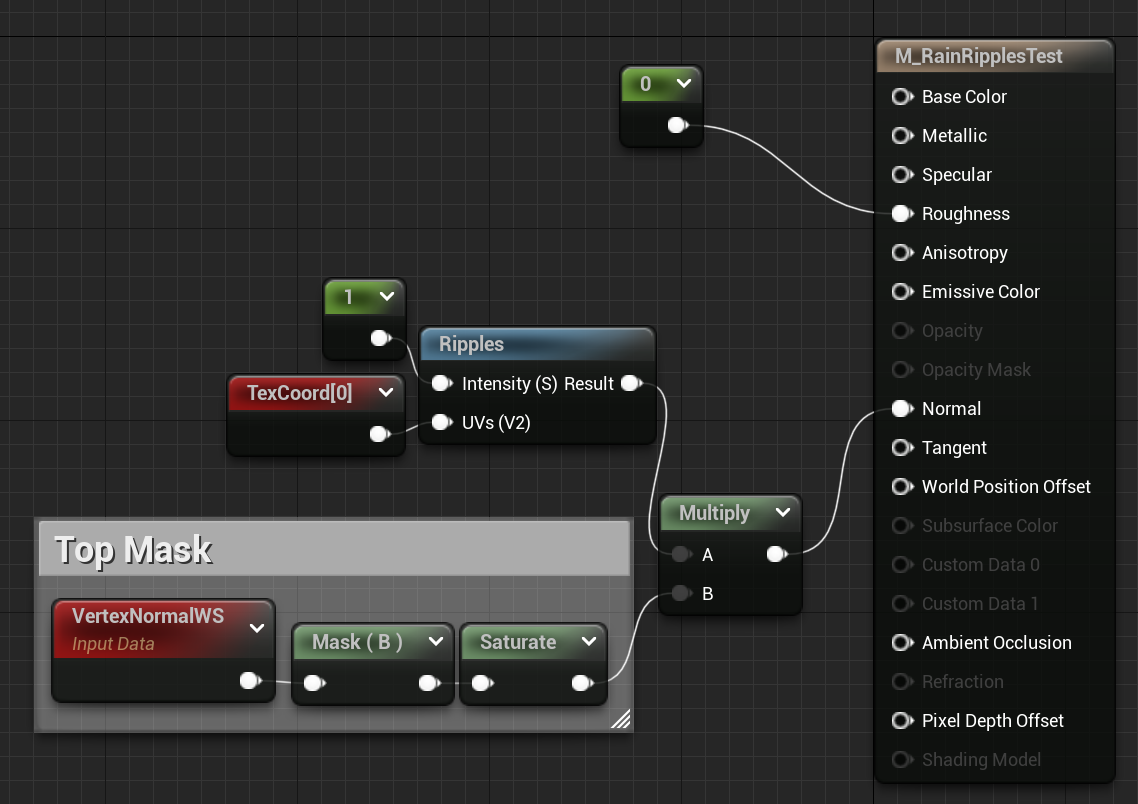 0
1
TexCoord[0]
Ripples
Intensity (S) Result
UVs (V2)
Top Mask
VertexNormalWS
Input Data
Mask ( B )
Saturate
Multiply
A
B
M_RainRipplesTest
Base Color
Metallic
Specular
Roughness
Anisotropy
Emissive Color
Opacity
Opacity Mask
Normal
Tangent
World Position Offset
Subsurface Color
Custom Data 0
Custom Data 1
Ambient Occlusion
Refraction
Pixel Depth Offset
Shading Model